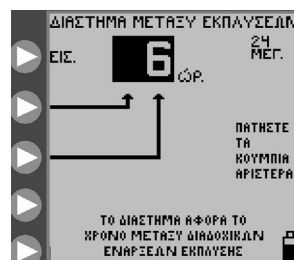 ΔΙΑΣΤΗΜΑ ΜΕΤΑΞΥ ΕΚΠΛΥΣΕΩΝ
ΕΙΣ.
6
ΩΡ.
24
ΜΕΓ.
ΠΑΤΗΣΤΕ
ΤΑ
ΚΟΥΜΠΙΑ
ΑΡΙΣΤΕΡΑ
ΤΟ ΔΙΑΣΤΗΜΑ ΑΦΟΡΑ ΤΟ
ΧΡΟΝΟ ΜΕΤΑΞΥ ΔΙΑΔΟΧΙΚΩΝ
ΕΝΑΡΞΕΩΝ ΕΚΠΛΥΣΗΣ